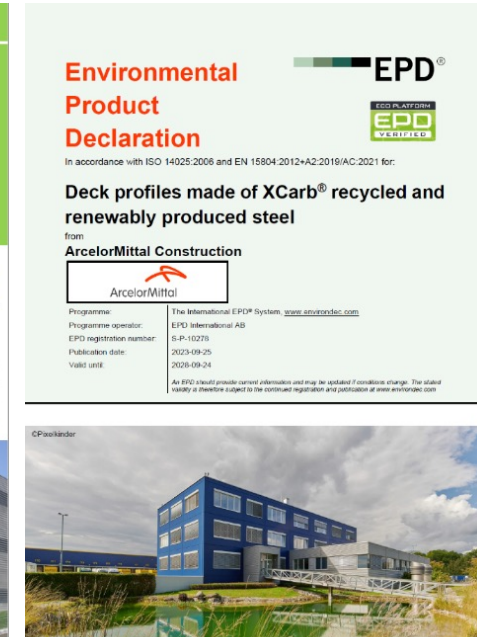 Environmental
Product
Declaration
EPD®
ECO PLATFORM
EPD
VERIFIED
In accordance with ISO 14025:2006 and EN 15804:2012+A2:2019/AC:2021 for:
Deck profiles made of XCarb® recycled and
renewably produced steel
from
ArcelorMittal Construction
ArcelorMittal
Programme: The International EPD® System, www.environdec.com
Programme operator: EPD International AB
EPD registration number: S-P-10278
Publication date: 2023-09-25
Valid until: 2028-09-24
An EPD should provide current information and may be updated if conditions change. The stated
validity is therefore subject to the continued registration and publication at www.environdec.com
©Pixelkinder